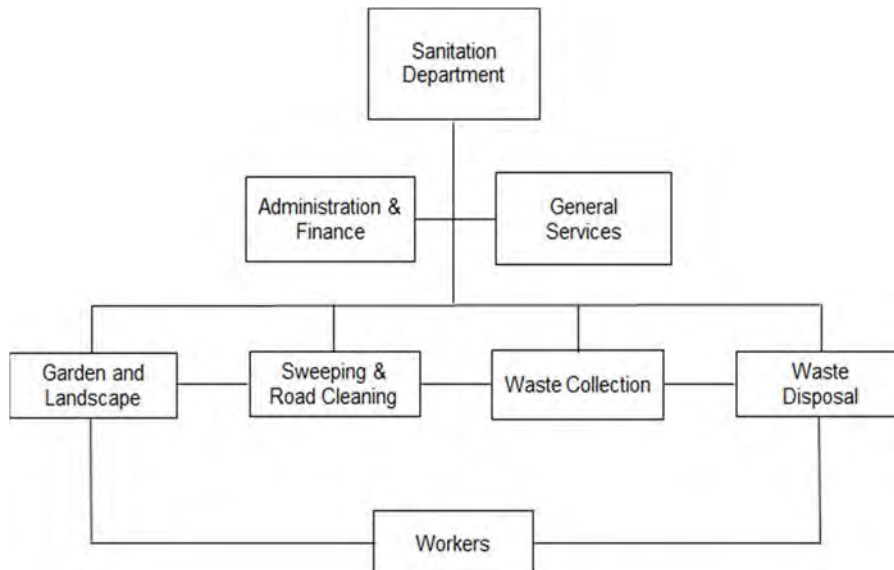 Sanitation
Department
Administration &
Finance
General
Services
Garden and
Landscape
Sweeping &
Road Cleaning
Waste Collection
Waste
Disposal
Workers